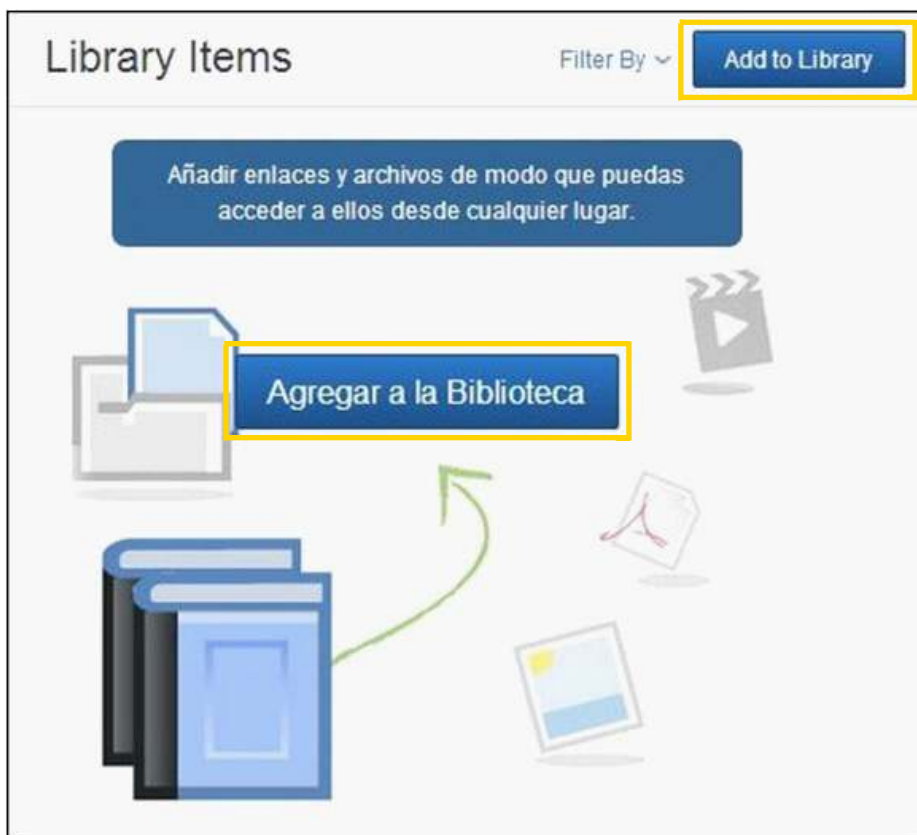 Library Items
Filter By
Add to Library
Añadir enlaces y archivos de modo que puedas
acceder a ellos desde cualquier lugar.
Agregar a la Biblioteca